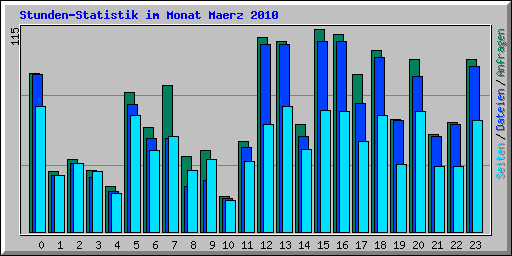 Stunden-Statistik im Monat Maerz 2010
115
Seiten/Dateien/Anfragen
0 1 2 3 4 5 6 7 8 9 10 11 12 13 14 15 16 17 18 19 20 21 22 23